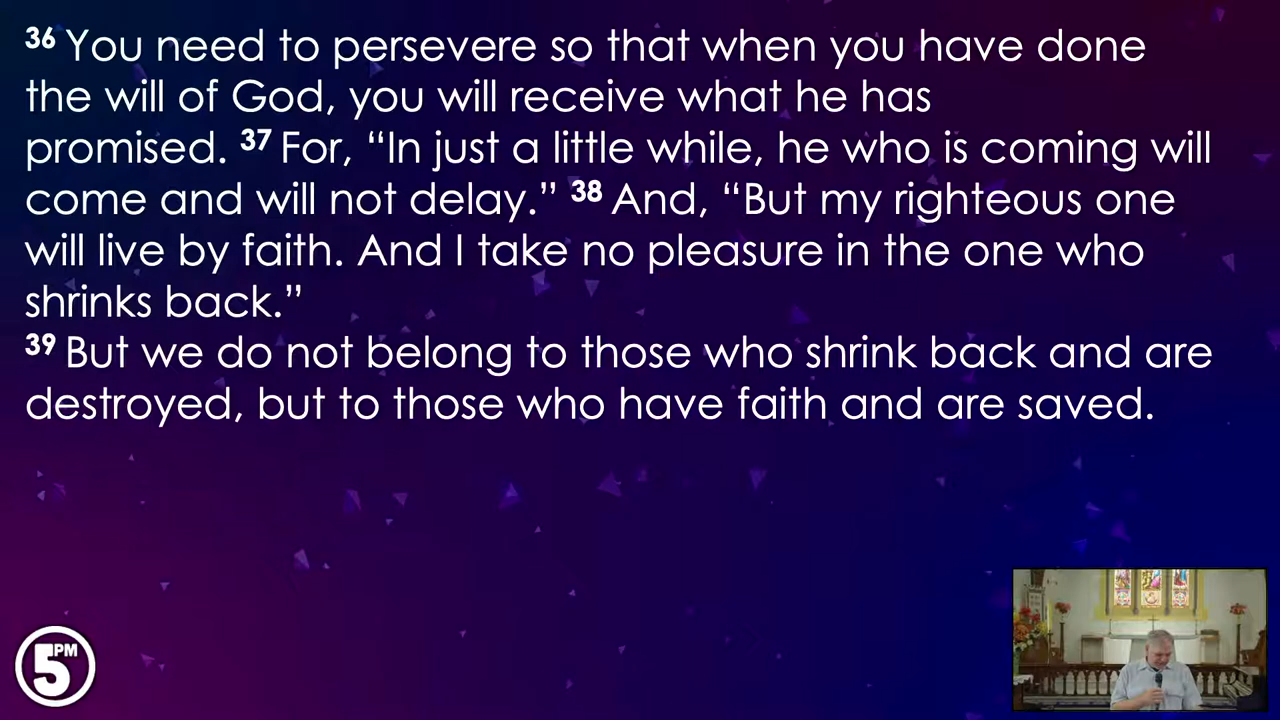 36 You need to persevere so that when you have done
the will of God, you will receive what he has
promised. 37 For, “In just a little while, he who is coming will
come and will not delay.” 38 And, “But my righteous one
will live by faith. And I take no pleasure in the one who
shrinks back.”
39 But we do not belong to those who shrink back and are
destroyed, but to those who have faith and are saved.
5PM